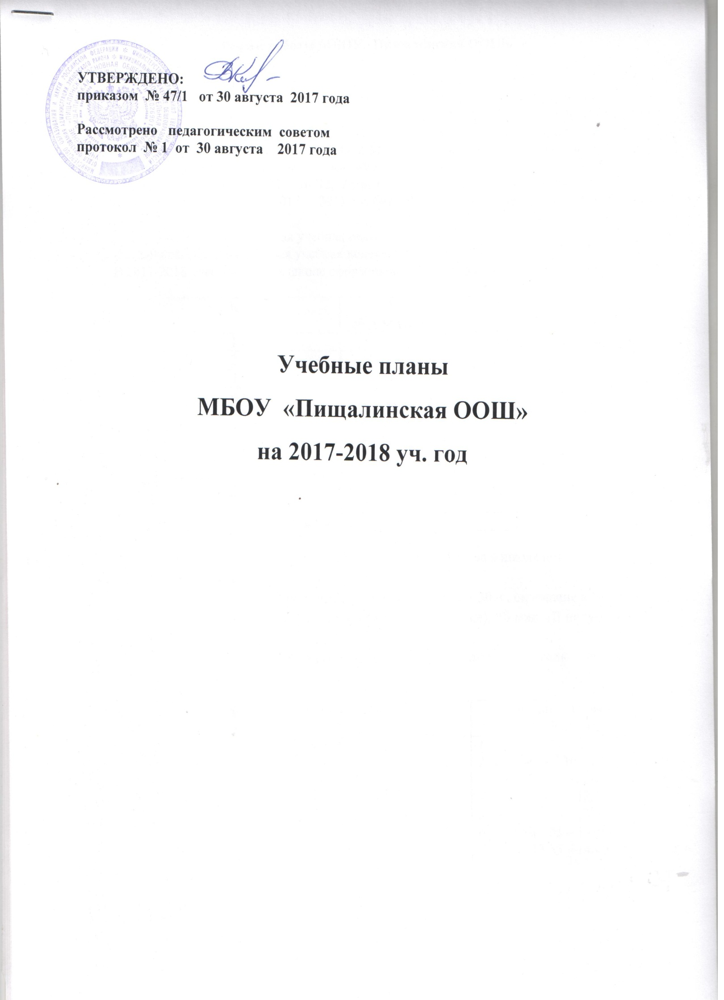 УТВЕРЖДЕНО:
приказом № 47/1 от 30 августа 2017 года
Рассмотрено педагогическим советом
протокол № 1 от 30 августа 2017 года
Учебные планы
МБОУ «Пищалинская ООШ»
на 2017-2018 уч. год